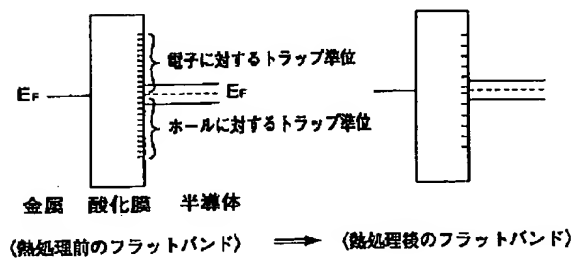 電子に対するトラップ準位
EF
EF
ホールに対するトラップ準位
金属 酸化膜 半導体
〈熱処理前のフラットバンド〉 ⟹ 〈熱処理後のフラットバンド〉